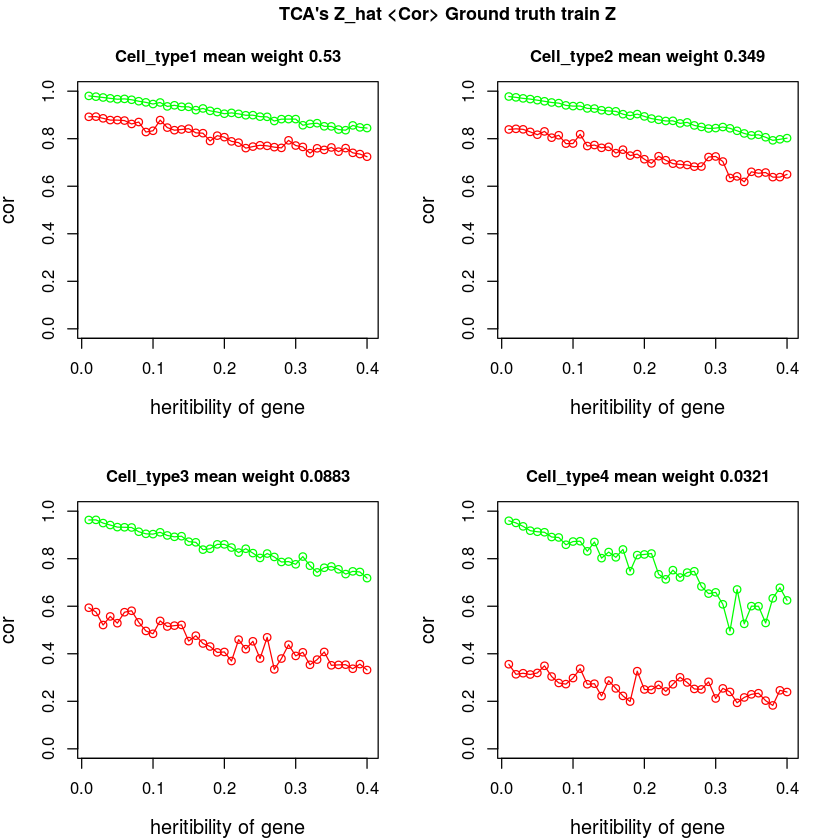 TCA's Z_hat <Cor> Ground truth train Z
Cell_type1 mean weight 0.53
cor
1.0
0.8
0.6
0.4
0.2
0.0
0.0 0.1 0.2 0.3 0.4
heritibility of gene
Cell_type2 mean weight 0.349
cor
1.0
0.8
0.6
0.4
0.2
0.0
0.0 0.1 0.2 0.3 0.4
heritibility of gene
Cell_type3 mean weight 0.0883
cor
1.0
0.8
0.6
0.4
0.2
0.0
0.0 0.1 0.2 0.3 0.4
heritibility of gene
Cell_type4 mean weight 0.0321
cor
1.0
0.8
0.6
0.4
0.2
0.0
0.0 0.1 0.2 0.3 0.4
heritibility of gene